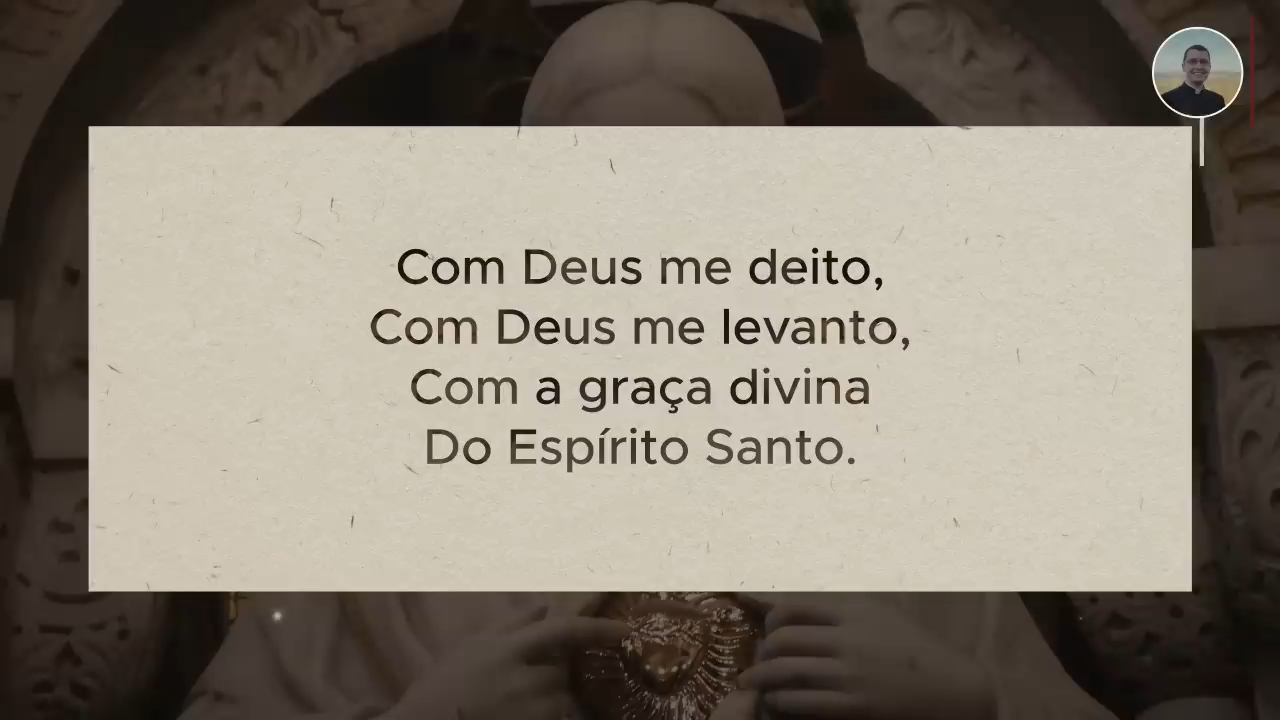 Com Deus me deito,
Com Deus me levanto,
Com a graça divina
Do Espírito Santo.